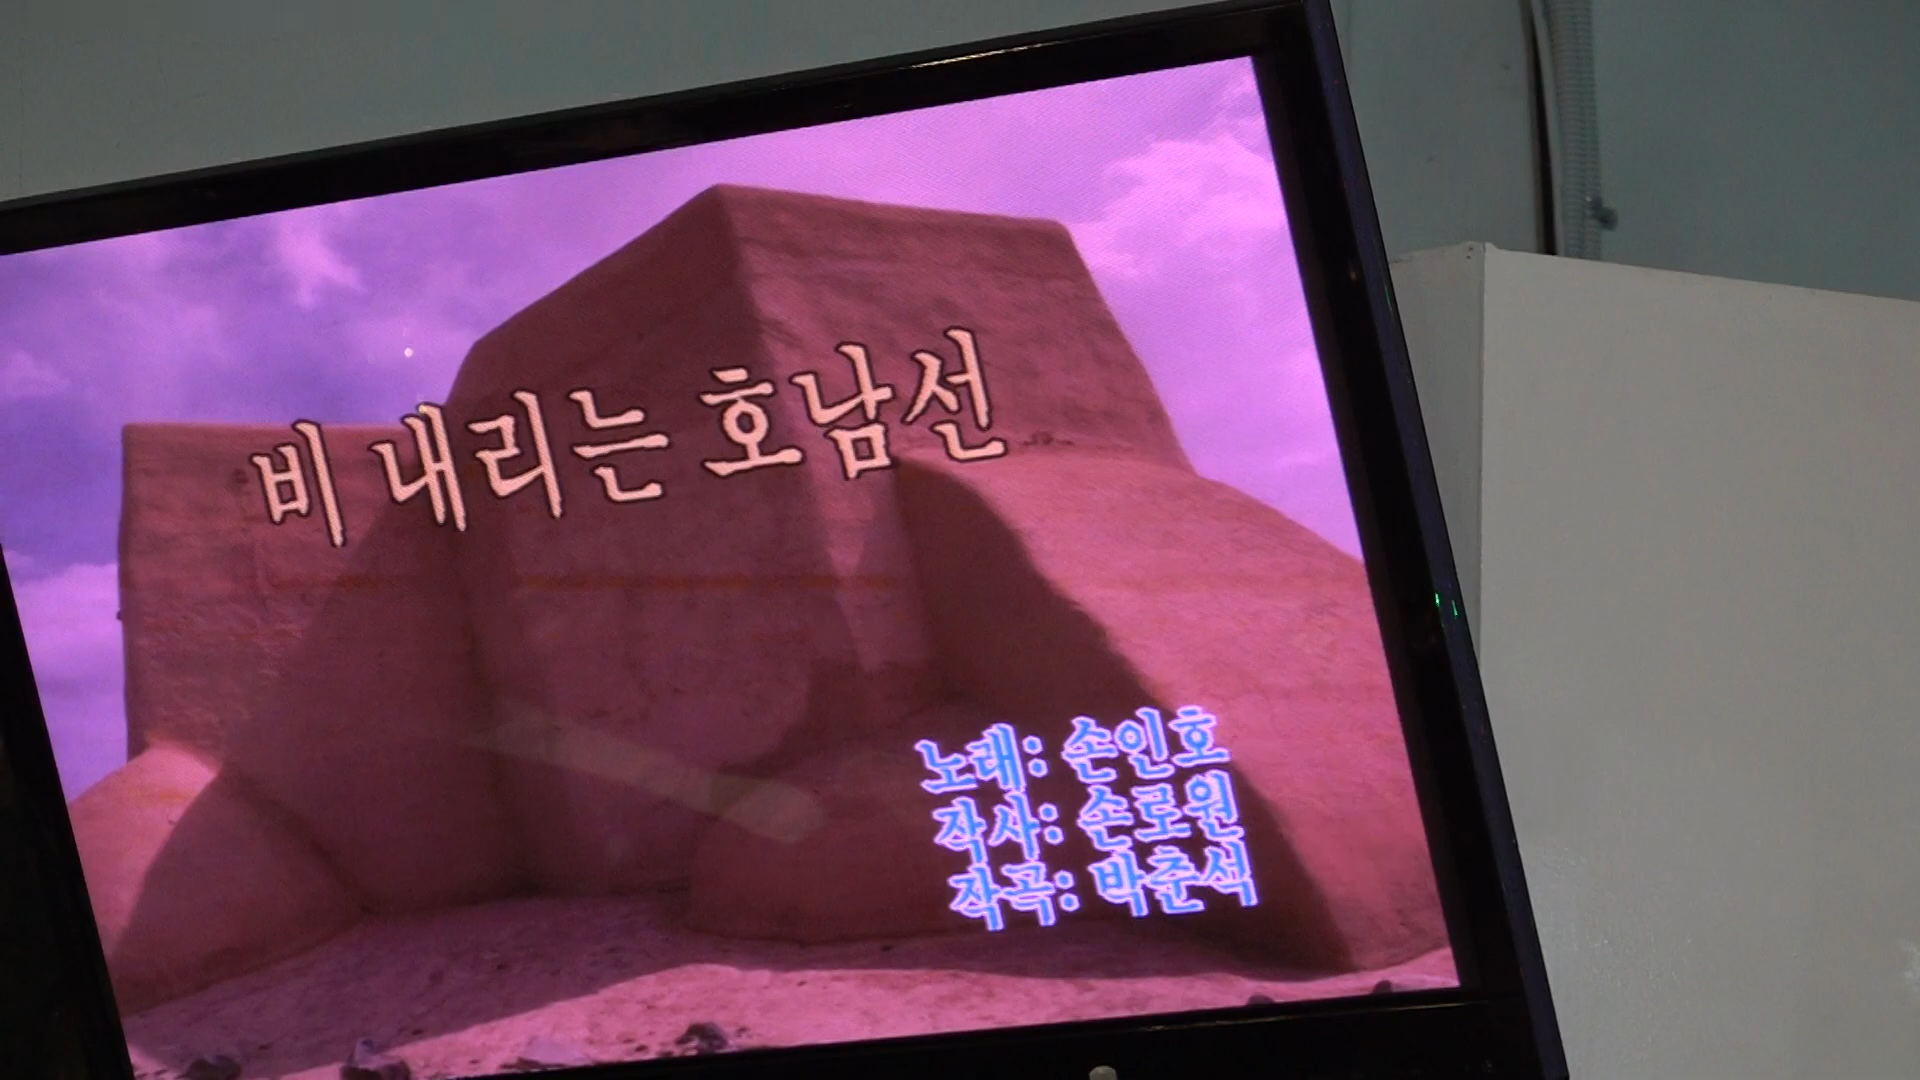 비 내리는 호남선
노래: 손인호
작사: 손로원
작곡: 박춘석